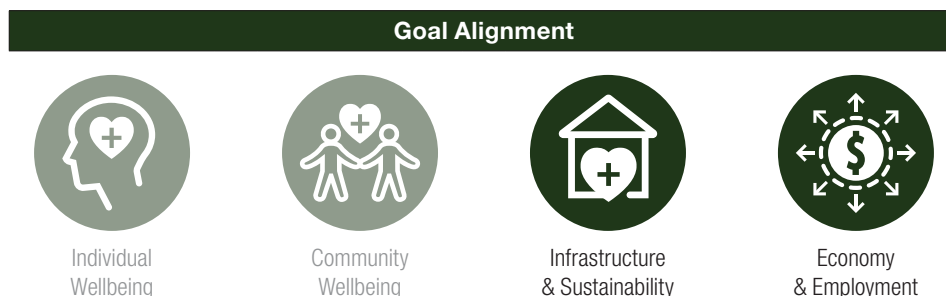 Goal Alignment
Individual
Wellbeing
Community
Wellbeing
Infrastructure
& Sustainability
Economy
& Employment